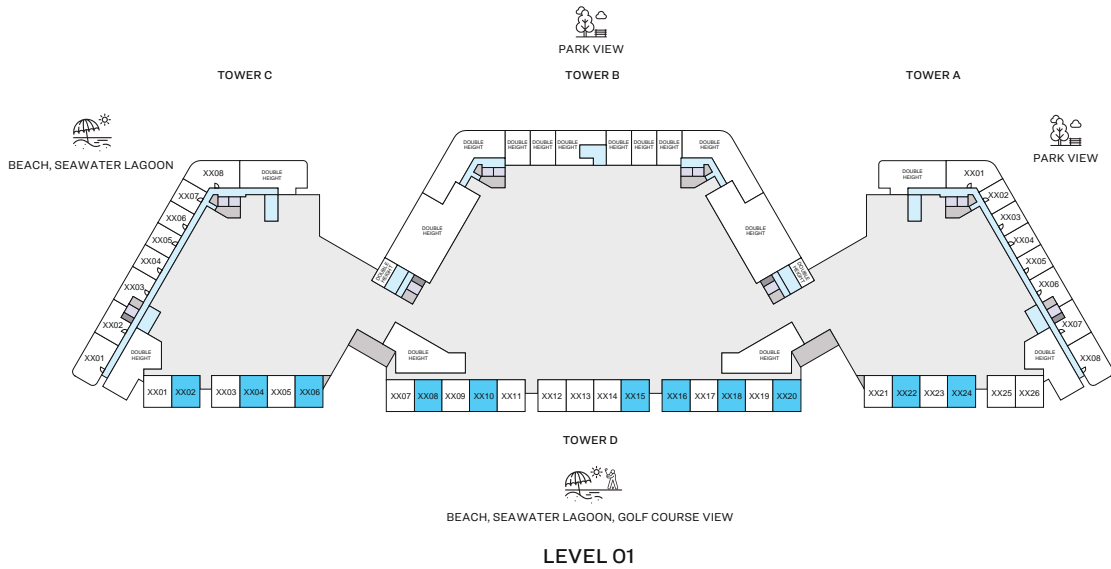 PARK VIEW
TOWER C
TOWER B
TOWER A
BEACH, SEAWATER LAGOON
PARK VIEW
DOUBLE
HEIGHT
DOUBLE
HEIGHT
DOUBLE
HEIGHT
DOUBLE
HEIGHT
DOUBLE
HEIGHT
DOUBLE
HEIGHT
DOUBLE
HEIGHT
DOUBLE
HEIGHT
XX08
DOUBLE
HEIGHT
XX07
XX06
XX05
XX04
XX03
XX02
XX01
DOUBLE
HEIGHT
DOUBLE
HEIGHT
DOUBLE
HEIGHT
DOUBLE
HEIGHT
DOUBLE
HEIGHT
DOUBLE
HEIGHT
DOUBLE
HEIGHT
DOUBLE
HEIGHT
XX01
XX02
XX03
XX04
XX05
XX06
XX07
XX08
DOUBLE
HEIGHT
XX01 XX02 XX03 XX04 XX05 XX06 XX07 XX08 XX09 XX10 XX11 XX12 XX13 XX14 XX15 XX16 XX17 XX18 XX19 XX20 XX21 XX22 XX23 XX24 XX25 XX26
TOWER D
BEACH, SEAWATER LAGOON, GOLF COURSE VIEW
LEVEL 01